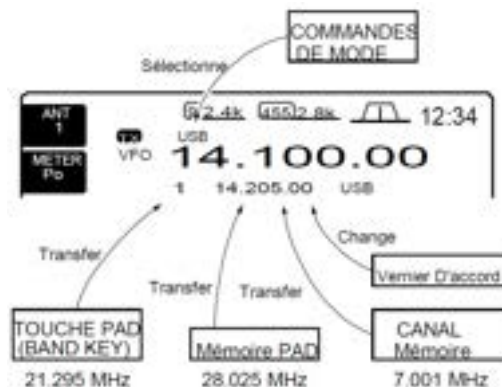 COMMANDES
DE MODE
Sélectionne
ANT
1
METER
Po
9 2.4k 455 2.8k 12:34
TX
USB
VFO
14.100.00
1 14.205.00 USB
Transfer
Transfer
Transfer
Change
Vernier D'accord
TOUCHE PAD
(BAND KEY)
21.295 MHz
Mémoire PAD
28.025 MHz
CANAL
Mémoire
7.001 MHz